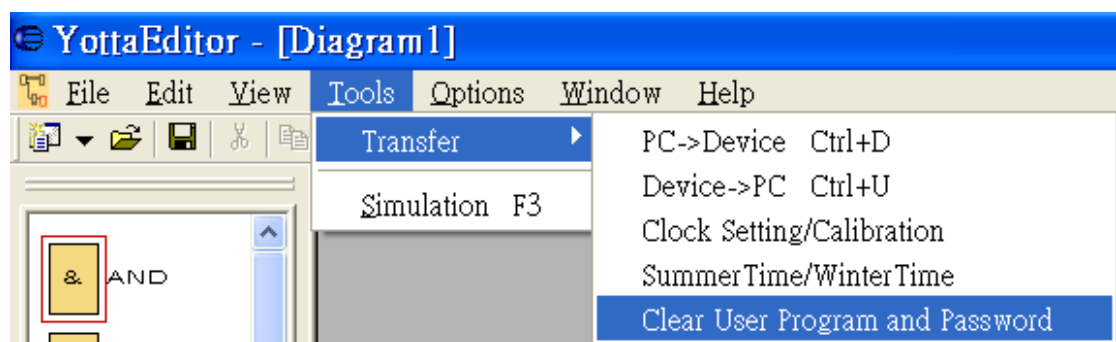 YottaEditor - [Diagram1]
File Edit View Tools Options Window Help
Transfer
Simulation F3
PC->Device Ctrl+D
Device->PC Ctrl+U
Clock Setting/Calibration
SummerTime/WinterTime
Clear User Program and Password
& AND